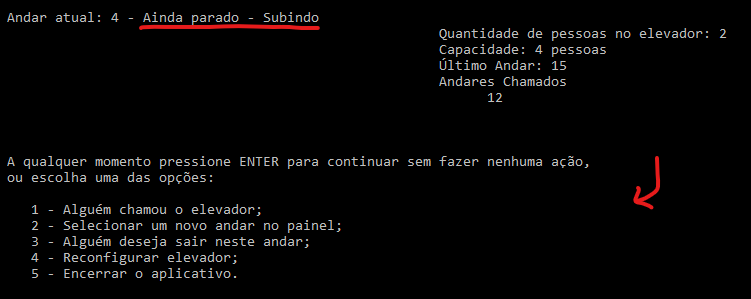 Andar atual: 4 - Ainda parado - Subindo
Quantidade de pessoas no elevador: 2
Capacidade: 4 pessoas
Último Andar: 15
Andares Chamados
12
A qualquer momento pressione ENTER para continuar sem fazer nenhuma ação,
ou escolha uma das opções:
1 - Alguém chamou o elevador;
2 - Selecionar um novo andar no painel;
3 - Alguém deseja sair neste andar;
4 - Reconfigurar elevador;
5 - Encerrar o aplicativo.